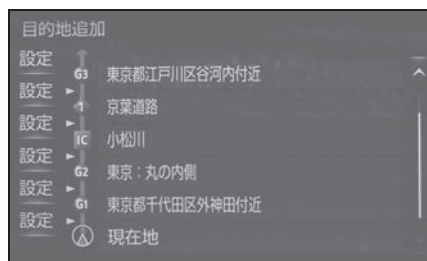 目的地追加
設定
G3 東京都江戸川区谷河内付近
設定
1 京葉道路
設定
IC 小松川
設定
G2 東京：丸の内側
設定
G1 東京都千代田区外神田付近
設定
現在地